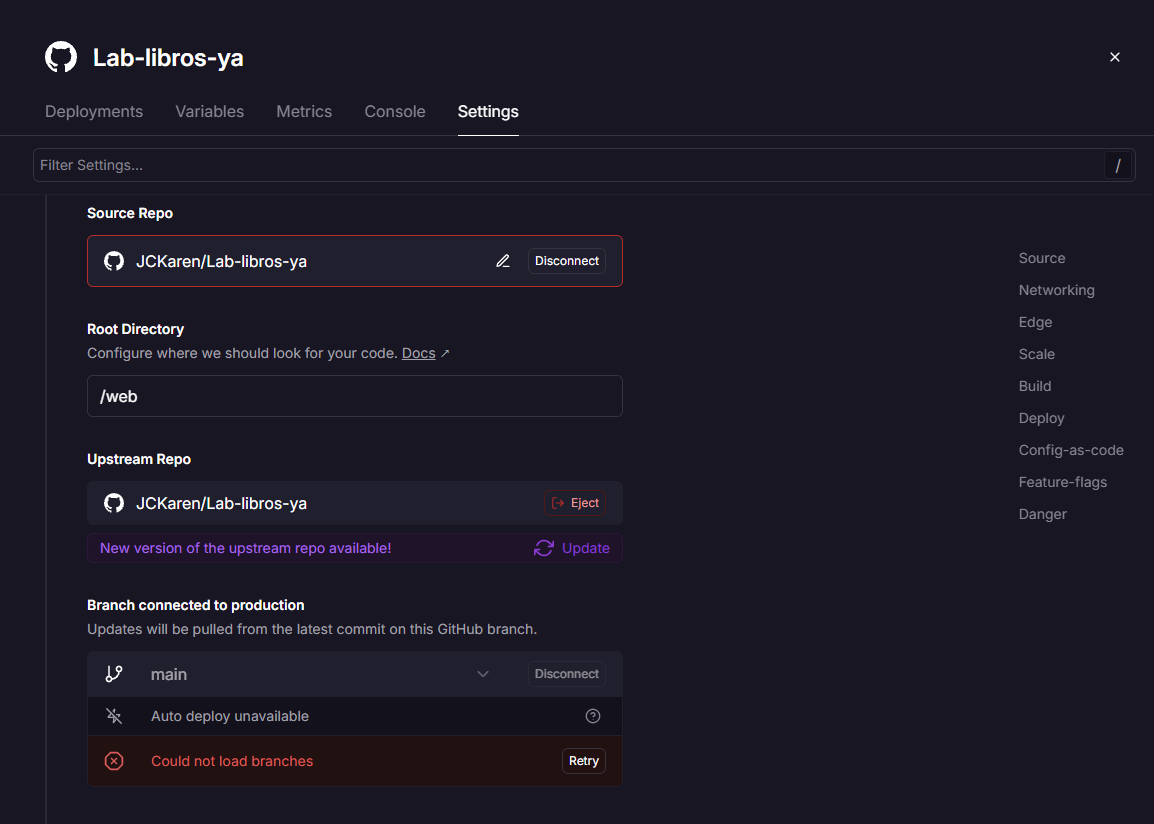 Lab-libros-ya
Deployments Variables Metrics Console Settings
Filter Settings... /
Source Repo
JCKaren/Lab-libros-ya Disconnect
Root Directory
Configure where we should look for your code. Docs ↗
/web
Upstream Repo
JCKaren/Lab-libros-ya Eject
New version of the upstream repo available! Update
Branch connected to production
Updates will be pulled from the latest commit on this GitHub branch.
main Disconnect
Auto deploy unavailable
Could not load branches Retry
Source
Networking
Edge
Scale
Build
Deploy
Config-as-code
Feature-flags
Danger